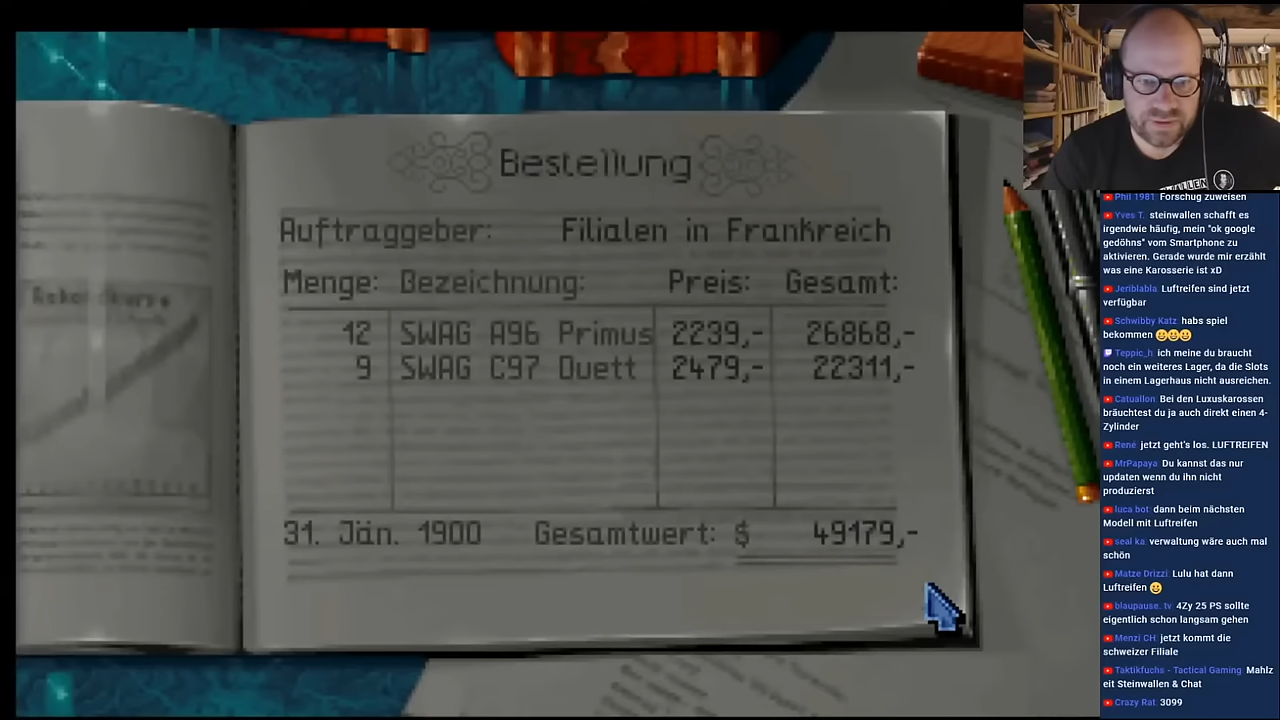 Bestellung
Auftraggeber: Filialen in Frankreich
Menge: Bezeichnung: Preis: Gesamt:
12 SWAG A96 Primus 2239,- 26868,-
9 SWAG C97 Duett 2479,- 22311,-
31. Jän. 1900 Gesamtwert: $ 49179,-
Phil 1981 Forschug zuweisen
Yves T. steinwallen schafft es
irgendwie häufig, mein "ok google
gedöhns" vom Smartphone zu
aktivieren. Gerade wurde mir erzählt
was eine Karosserie ist xD
Jeriblabla Luftreifen sind jetzt
verfügbar
Schwibby Katz habs spiel
bekommen 😀😀😀
Teppic_h ich meine du braucht
noch ein weiteres Lager, da die Slots
in einem Lagerhaus nicht ausreichen.
Catuallon Bei den Luxuskarossen
bräuchtest du ja auch direkt einen 4-
Zylinder
René jetzt geht's los. LUFTREIFEN
MrPapaya Du kannst das nur
updaten wenn du ihn nicht
produzierst
luca bot dann beim nächsten
Modell mit Luftreifen
seal ka. verwaltung wäre auch mal
schön
Matze Drizzi Lulu hat dann
Luftreifen 😀
blaupause. tv 4Zy 25 PS sollte
eigentlich schon langsam gehen
Menzi CH jetzt kommt die
schweizer Filiale
Taktikfuchs - Tactical Gaming Mahlz
eit Steinwallen & Chat
Crazy Rat 3099